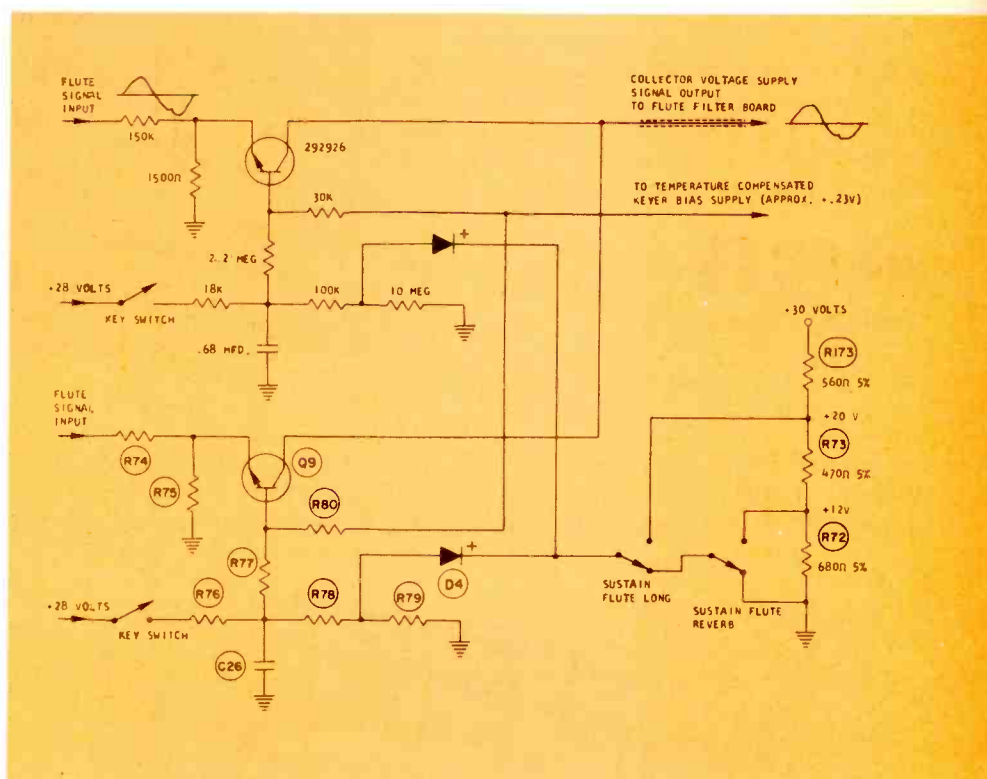 FLUTE
SIGNAL
INPUT
150K
1500Ω
292926
COLLECTOR VOLTAGE SUPPLY
SIGNAL OUTPUT
TO FLUTE FILTER BOARD
30K
TO TEMPERATURE COMPENSATED
KEYER BIAS SUPPLY (APPROX. +.23V)
2.2 MEG
+
+28 VOLTS
KEY SWITCH
18K
100K
10 MEG
.68 MFD.
+30 VOLTS
R173
560Ω 5%
+20 V
R73
470Ω 5%
+12V
R72
680Ω 5%
FLUTE
SIGNAL
INPUT
R74
R75
Q9
R80
R77
+
D4
+28 VOLTS
KEY SWITCH
R76
R78
R79
C26
SUSTAIN
FLUTE LONG
SUSTAIN FLUTE
REVERB